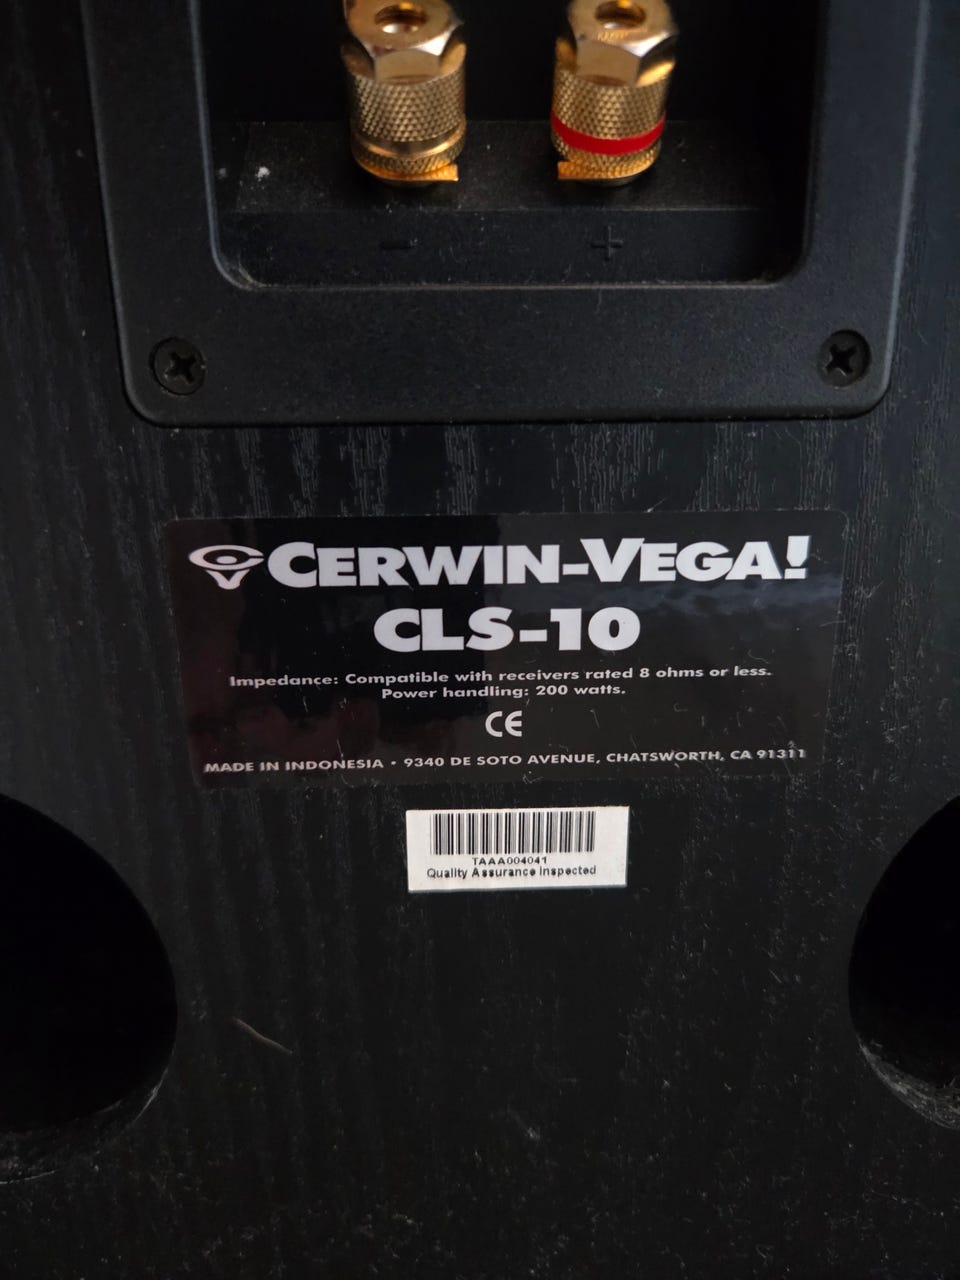 - +
CERWIN-VEGA!
CLS-10
Impedance: Compatible with receivers rated 8 ohms or less.
Power handling: 200 watts.
CE
MADE IN INDONESIA • 9340 DE SOTO AVENUE, CHATSWORTH, CA 91311
TAAA004041
Quality Assurance Inspected